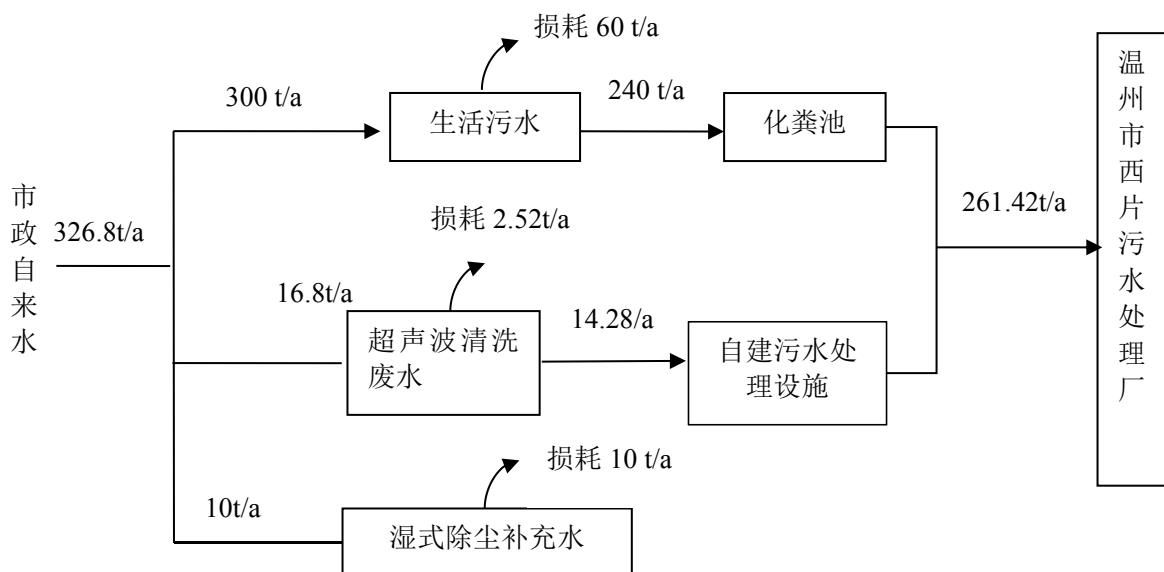 损耗 60 t/a
300 t/a
240 t/a
生活污水
化粪池
市政自来水
326.8t/a
损耗 2.52t/a
261.42t/a
温州市西片污水处理厂
16.8t/a
14.28/a
超声波清洗
废水
自建污水处
理设施
损耗 10 t/a
10t/a
湿式除尘补充水